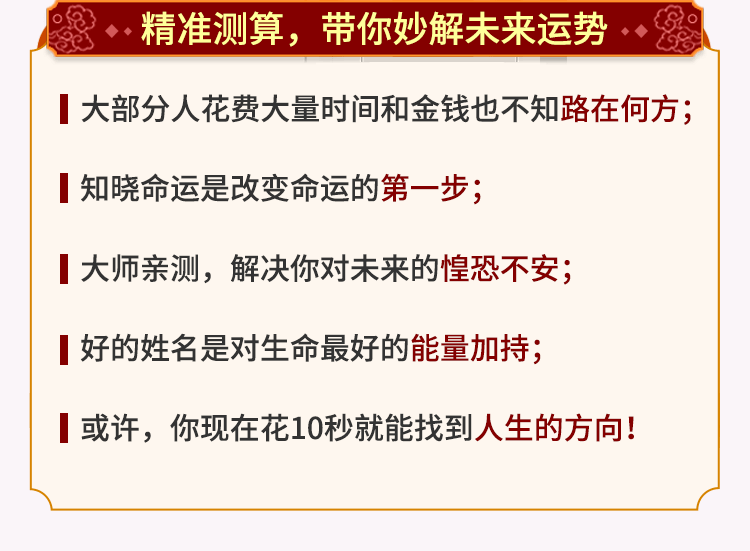 精准测算，带你妙解未来运势
大部分人花费大量时间和金钱也不知路在何方；
知晓命运是改变命运的第一步；
大师亲测，解决你对未来的惶恐不安；
好的姓名是对生命最好的能量加持；
或许，你现在花10秒就能找到人生的方向！